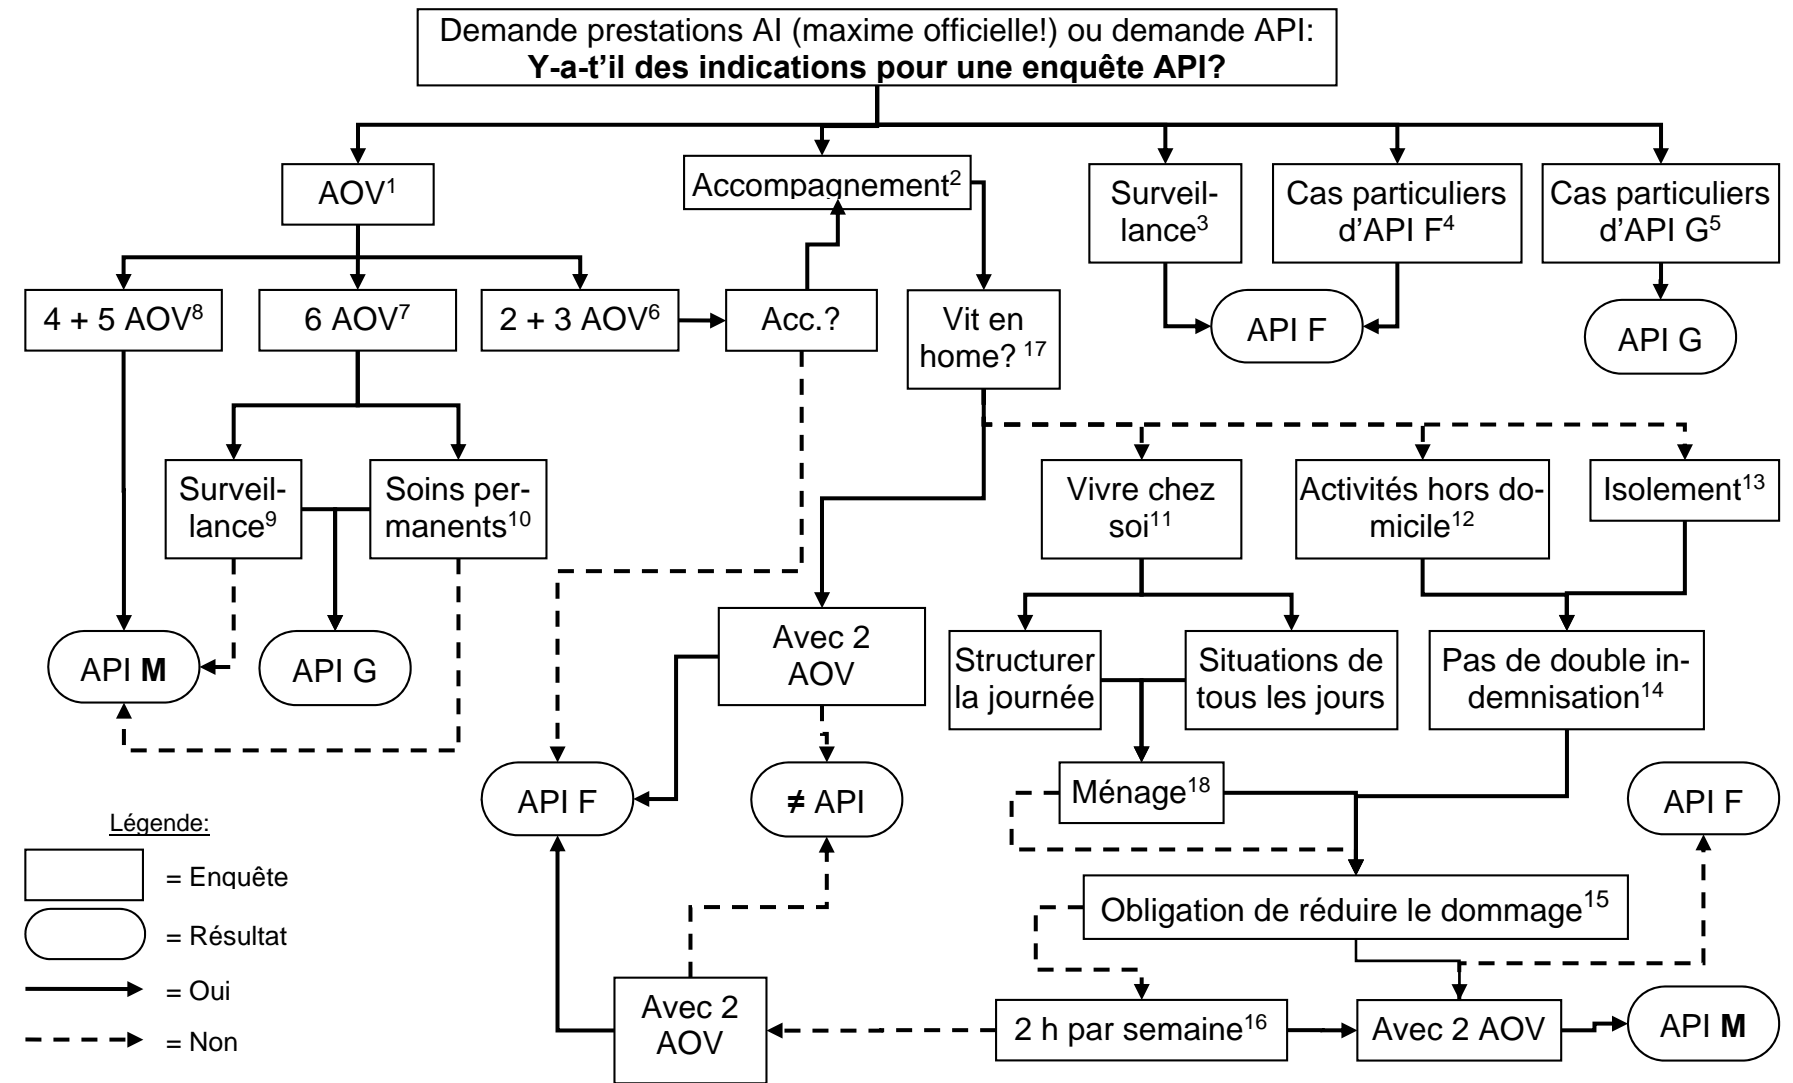 Demande prestations AI (maxime officielle!) ou demande API:
Y-a-t'il des indications pour une enquête API?
AOV1
Accompagnement2
Surveil-
lance3
Cas particuliers
d'API F4
Cas particuliers
d'API G5
4 + 5 AOV8
6 AOV7
2 + 3 AOV6
Acc.?
Vit en
home? 17
API F
API G
Surveil-
lance9
Soins per-
manents10
Vivre chez
soi11
Activités hors do-
micile12
Isolement13
API M
API G
Avec 2
AOV
Structurer
la journée
Situations de
tous les jours
Pas de double in-
demnisation14
API F
≠ API
Ménage18
API F
Légende:
= Enquête
= Résultat
= Oui
= Non
Obligation de réduire le dommage15
Avec 2
AOV
2 h par semaine16
Avec 2 AOV
API M